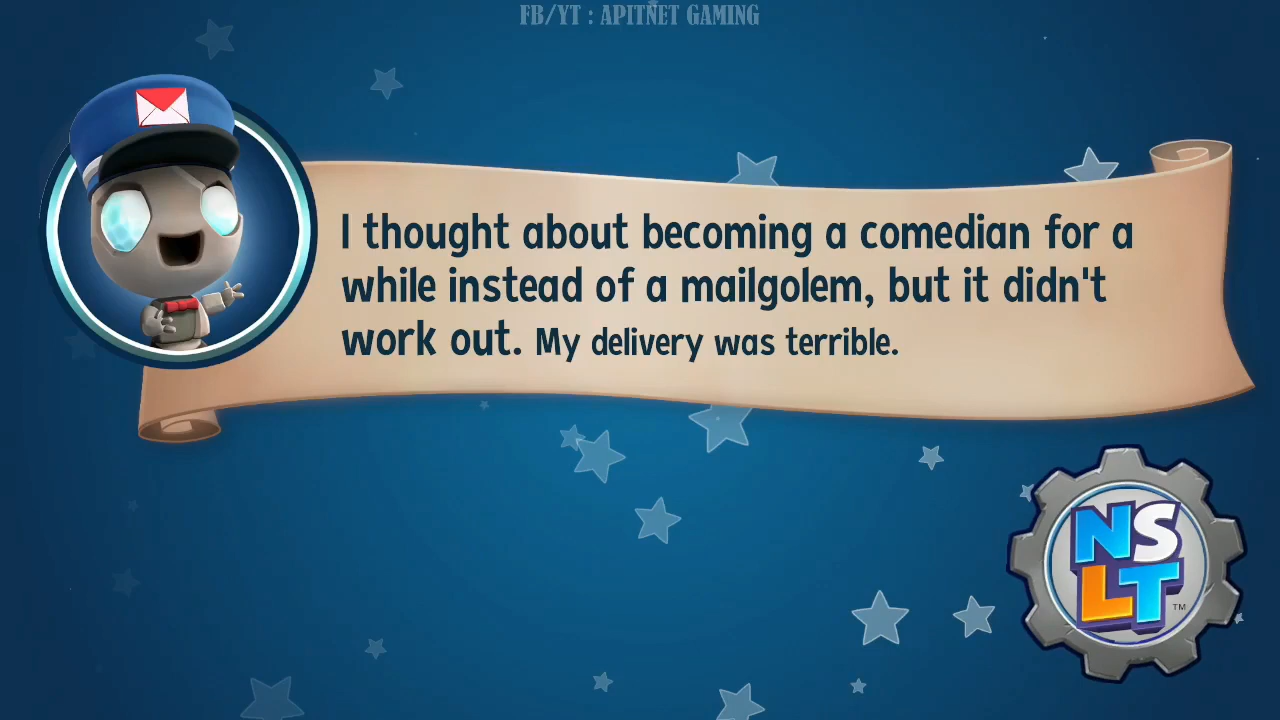 FB/YT : APITNET GAMING
I thought about becoming a comedian for a
while instead of a mailgolem, but it didn't
work out. My delivery was terrible.
NS
LT
TM